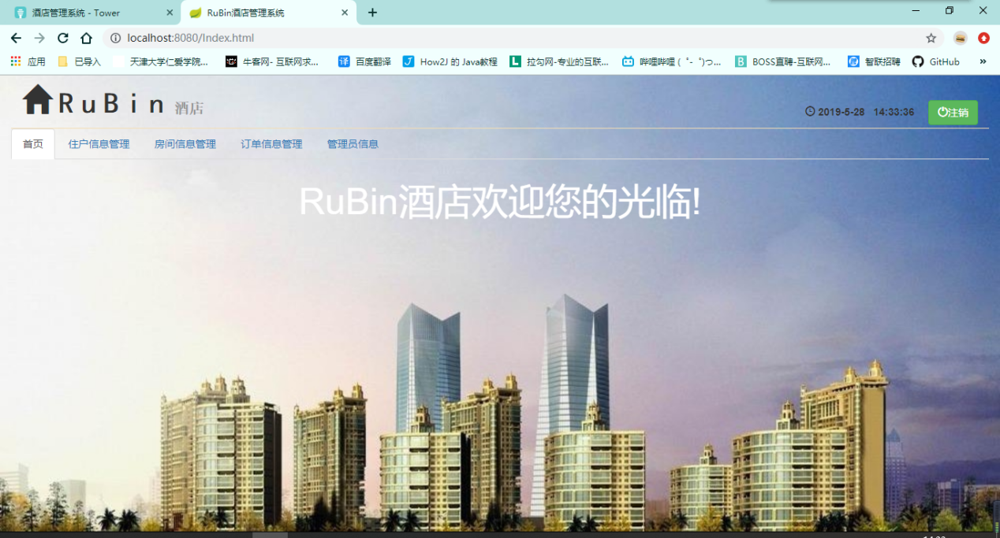 酒店管理系统 - Tower
RuBin酒店管理系统
localhost:8080/Index.html
应用 已导入 天津大学仁爱学院... 牛客网- 互联网求... 百度翻译 How2J 的 Java教程 拉勾网-专业的互联... 哔哩哔哩 ( ゜- ゜)つ... BOSS直聘-互联网... 智联招聘 GitHub »
RuBin 酒店
2019-5-28 14:33:36 注销
首页 住户信息管理 房间信息管理 订单信息管理 管理员信息
RuBin酒店欢迎您的光临!